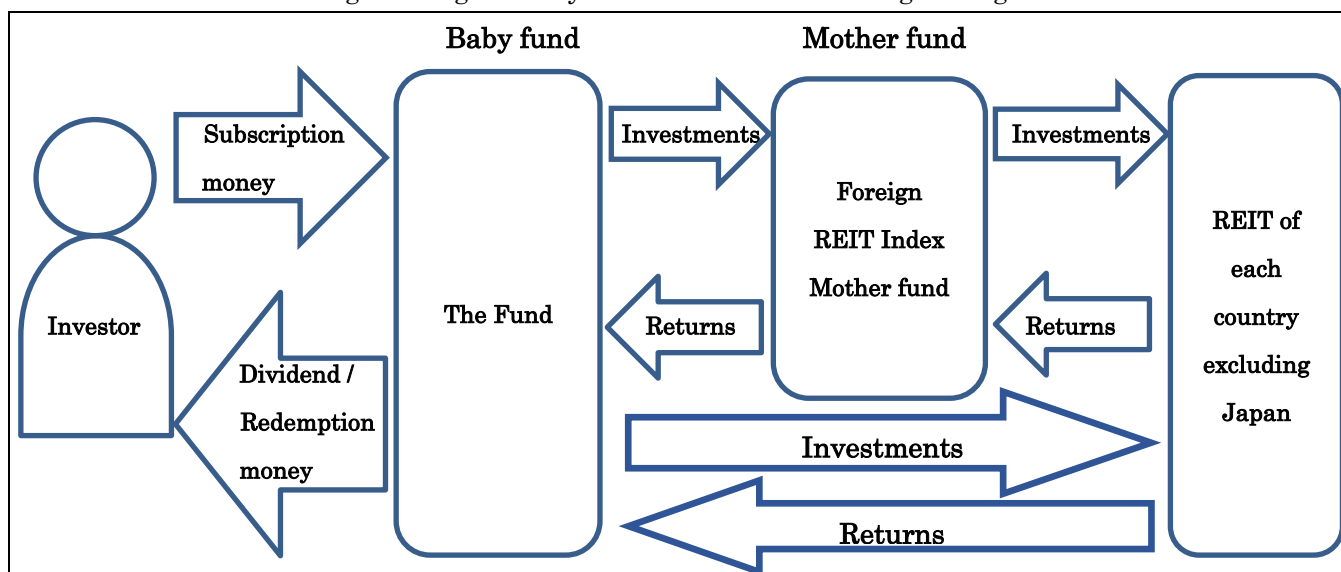 Baby fund
Mother fund
Subscription
money
Investments
Investments
Foreign
REIT Index
Mother fund
REIT of
each
country
excluding
Japan
Investor
The Fund
Returns
Returns
Dividend /
Redemption
money
Investments
Returns